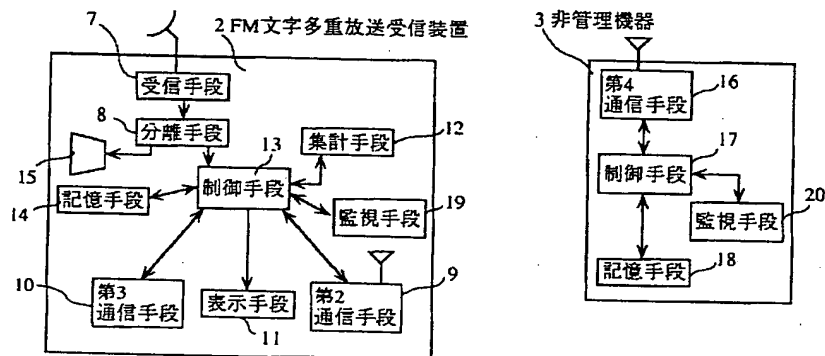 2 FM文字多重放送受信装置
7
受信手段
8
分離手段
15
13
制御手段
集計手段
12
14
記憶手段
監視手段
19
10
第3
通信手段
表示手段
11
第2
通信手段
9
3 非管理機器
第4
通信手段
16
制御手段
17
監視手段
20
記憶手段
18